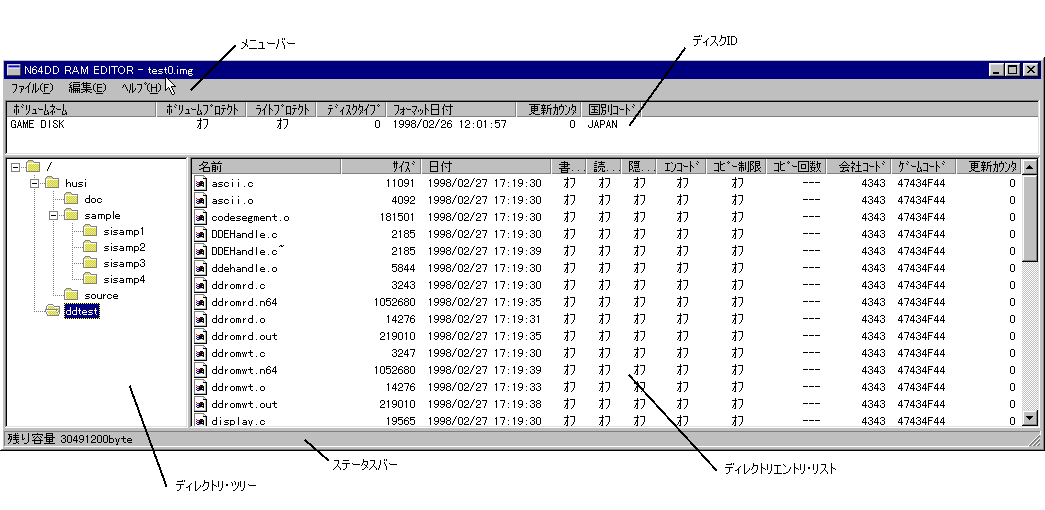 メニューバー
ディスクID
N64DD RAM EDITOR - test0.img
ファイル(F) 編集(E) ヘルプ(H)
ボリュームネーム ボリュームプロテクト ライトプロテクト ディスクタイプ フォーマット日付 更新カウンタ 国別コード
GAME DISK オフ オフ 0 1998/02/26 12:01:57 0 JAPAN
/
husi
doc
sample
sisamp1
sisamp2
sisamp3
sisamp4
source
ddtest
名前 サイズ 日付 書... 読... 隠... エンコード コピー制限 コピー回数 会社コード ゲームコード 更新カウンタ
ascii.c 11091 1998/02/27 17:19:30 オフ オフ オフ オフ オフ --- 4343 47434F44 0
ascii.o 4092 1998/02/27 17:19:30 オフ オフ オフ オフ オフ --- 4343 47434F44 0
codesegment.o 181501 1998/02/27 17:19:30 オフ オフ オフ オフ オフ --- 4343 47434F44 0
DDEHandle.c 2185 1998/02/27 17:19:30 オフ オフ オフ オフ オフ --- 4343 47434F44 0
DDEHandle.c~ 2185 1998/02/27 17:19:39 オフ オフ オフ オフ オフ --- 4343 47434F44 0
ddehandle.o 5844 1998/02/27 17:19:30 オフ オフ オフ オフ オフ --- 4343 47434F44 0
ddromrd.c 3243 1998/02/27 17:19:30 オフ オフ オフ オフ オフ --- 4343 47434F44 0
ddromrd.n64 1052680 1998/02/27 17:19:35 オフ オフ オフ オフ オフ --- 4343 47434F44 0
ddromrd.o 14276 1998/02/27 17:19:31 オフ オフ オフ オフ オフ --- 4343 47434F44 0
ddromrd.out 219010 1998/02/27 17:19:35 オフ オフ オフ オフ オフ --- 4343 47434F44 0
ddromwt.c 3247 1998/02/27 17:19:30 オフ オフ オフ オフ オフ --- 4343 47434F44 0
ddromwt.n64 1052680 1998/02/27 17:19:39 オフ オフ オフ オフ オフ --- 4343 47434F44 0
ddromwt.o 14276 1998/02/27 17:19:33 オフ オフ オフ オフ オフ --- 4343 47434F44 0
ddromwt.out 219010 1998/02/27 17:19:38 オフ オフ オフ オフ オフ --- 4343 47434F44 0
display.c 19565 1998/02/27 17:19:30 オフ オフ オフ オフ オフ --- 4343 47434F44 0
残り容量 30491200byte
ステータスバー
ディレクトリエントリ・リスト
ディレクトリ・ツリー